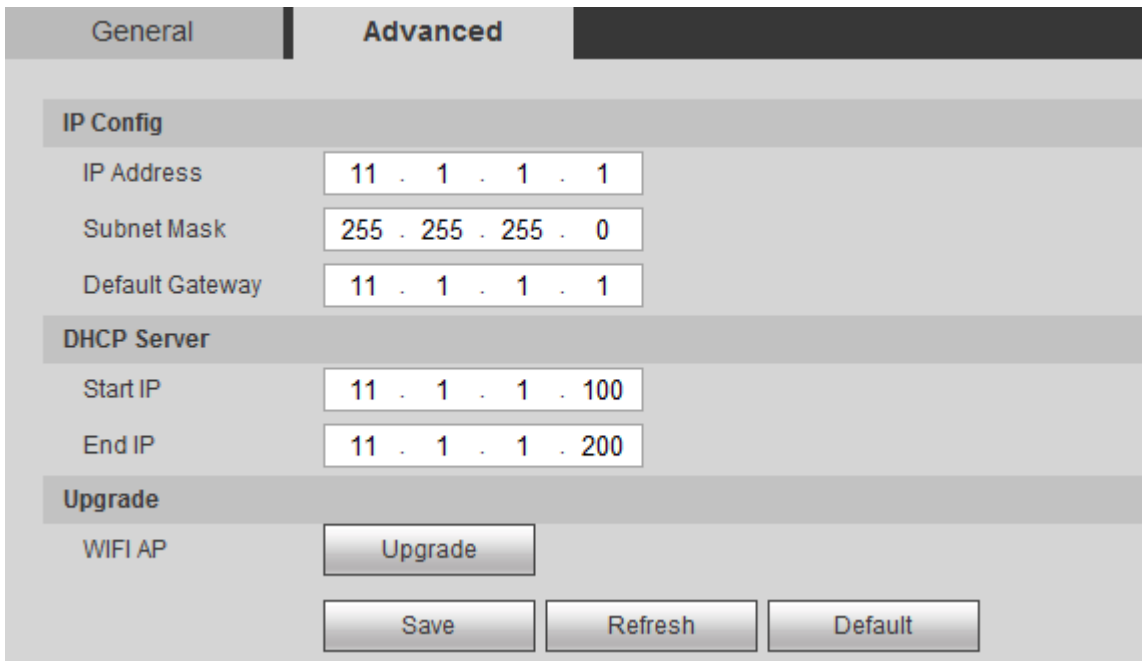 General Advanced
IP Config
IP Address 11 . 1 . 1 . 1
Subnet Mask 255 . 255 . 255 . 0
Default Gateway 11 . 1 . 1 . 1
DHCP Server
Start IP 11 . 1 . 1 . 100
End IP 11 . 1 . 1 . 200
Upgrade
WIFI AP Upgrade
Save Refresh Default